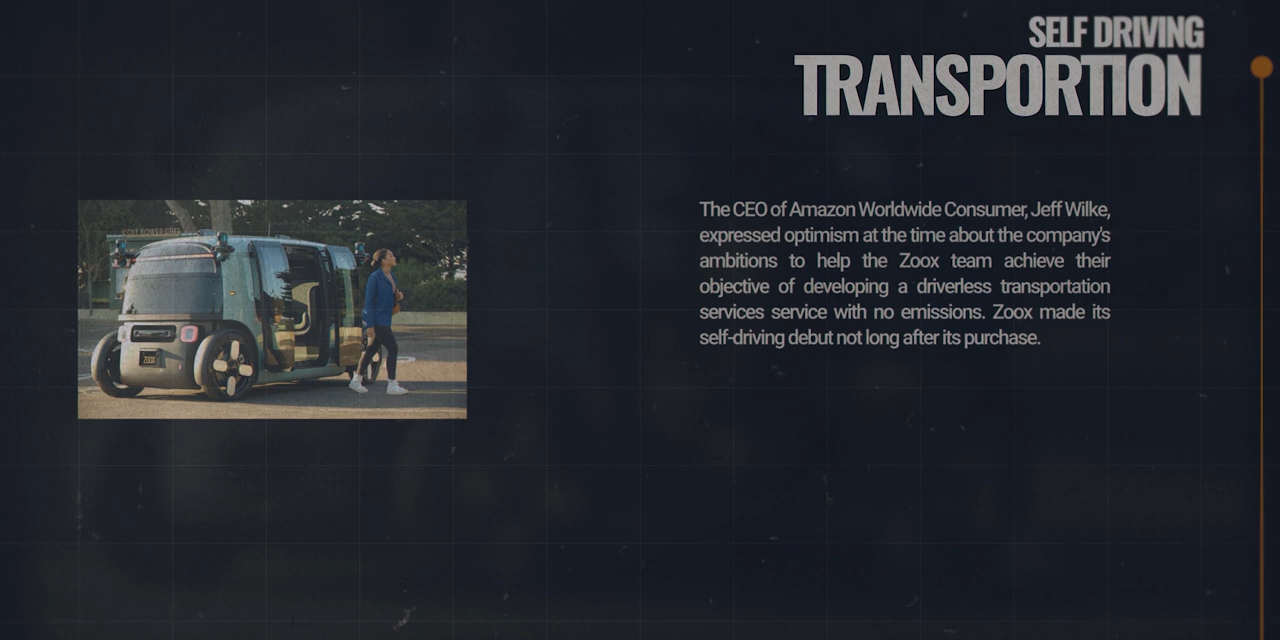 SELF DRIVING
TRANSPORTION
The CEO of Amazon Worldwide Consumer, Jeff Wilke,
expressed optimism at the time about the company's
ambitions to help the Zoox team achieve their
objective of developing a driverless transportation
services service with no emissions. Zoox made its
self-driving debut not long after its purchase.
ZOOX